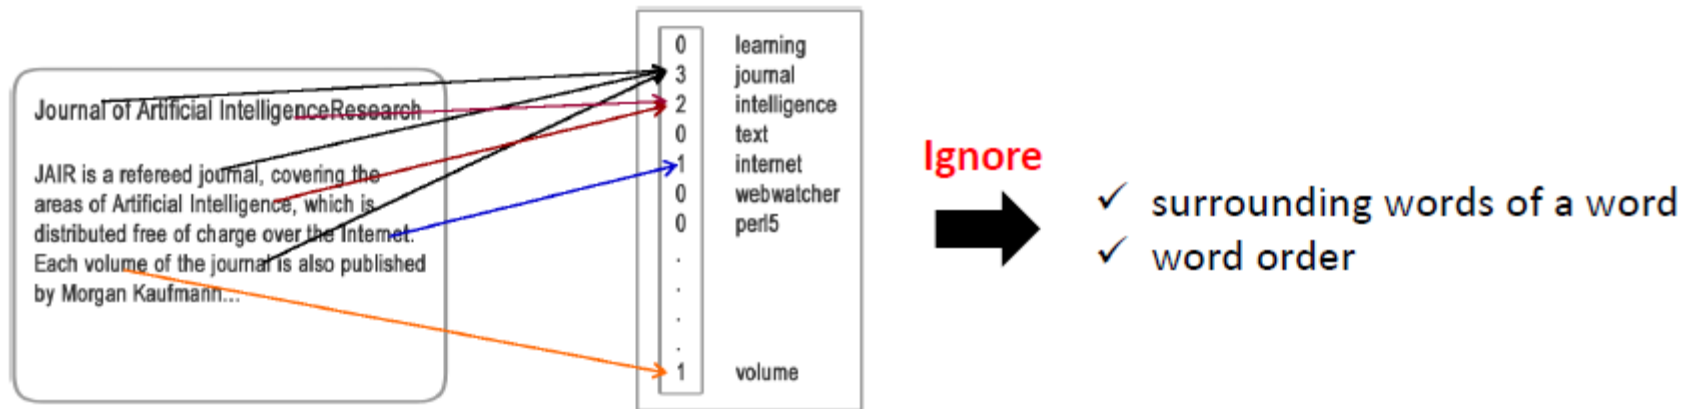 Journal of Artificial IntelligenceResearch
JAIR is a refereed journal, covering the
areas of Artificial Intelligence, which is
distributed free of charge over the Internet.
Each volume of the journal is also published
by Morgan Kaufmann...
0 learning
3 journal
2 intelligence
0 text
1 internet
0 webwatcher
0 perl5
.
.
.
.
1 volume
Ignore
✓ surrounding words of a word
✓ word order